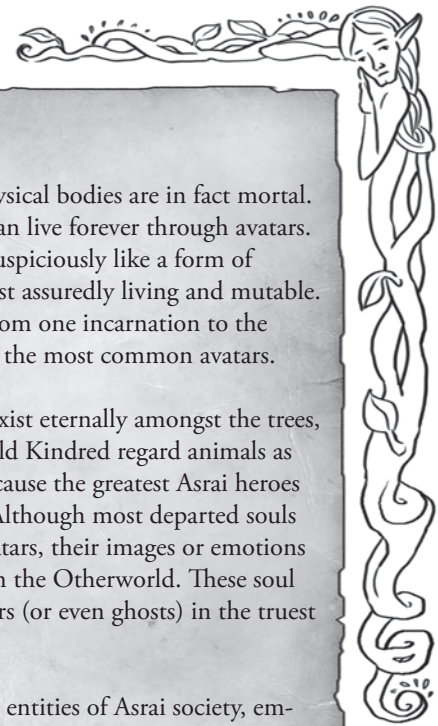 ysical bodies are in fact mortal.
an live forever through avatars.
uspiciously like a form of
st assuredly living and mutable.
om one incarnation to the
the most common avatars.
xist eternally amongst the trees,
ld Kindred regard animals as
cause the greatest Asrai heroes
Although most departed souls
tars, their images or emotions
n the Otherworld. These soul
rs (or even ghosts) in the truest
entities of Asrai society, em-